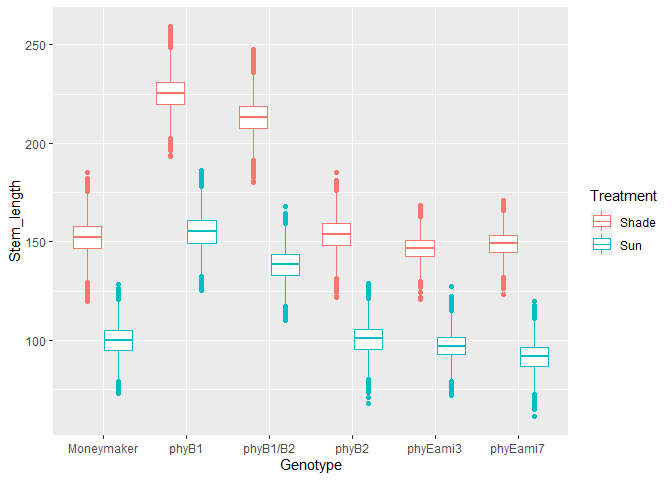 250
200
150
100
Stem_length
Moneymaker phyB1 phyB1/B2 phyB2 phyEami3 phyEami7
Genotype
Treatment
Shade
Sun